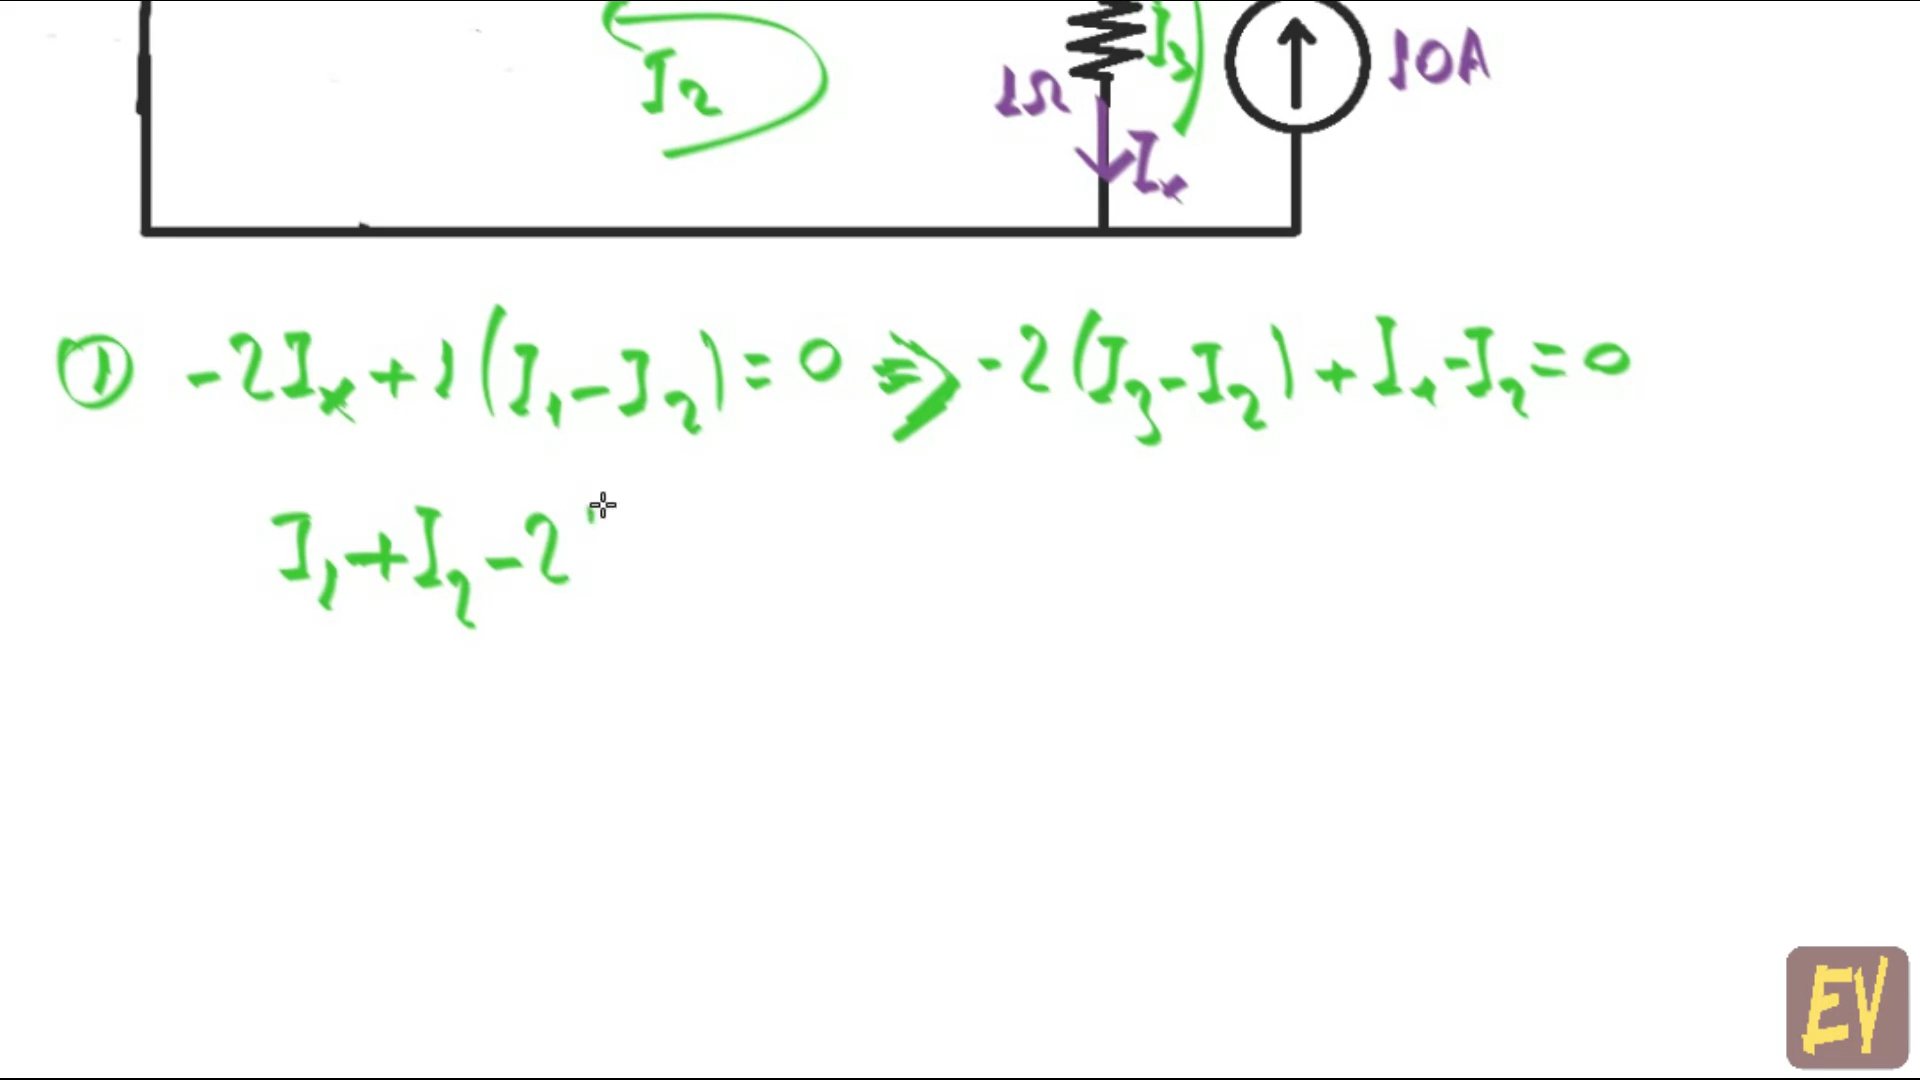 I₂
I₃
10A
1Ω
Iₓ
① -2Iₓ+1(I₁-I₂)=0 ⇒ -2(I₃-I₂)+I₁-I₂=0
I₁+I₂-2
EV